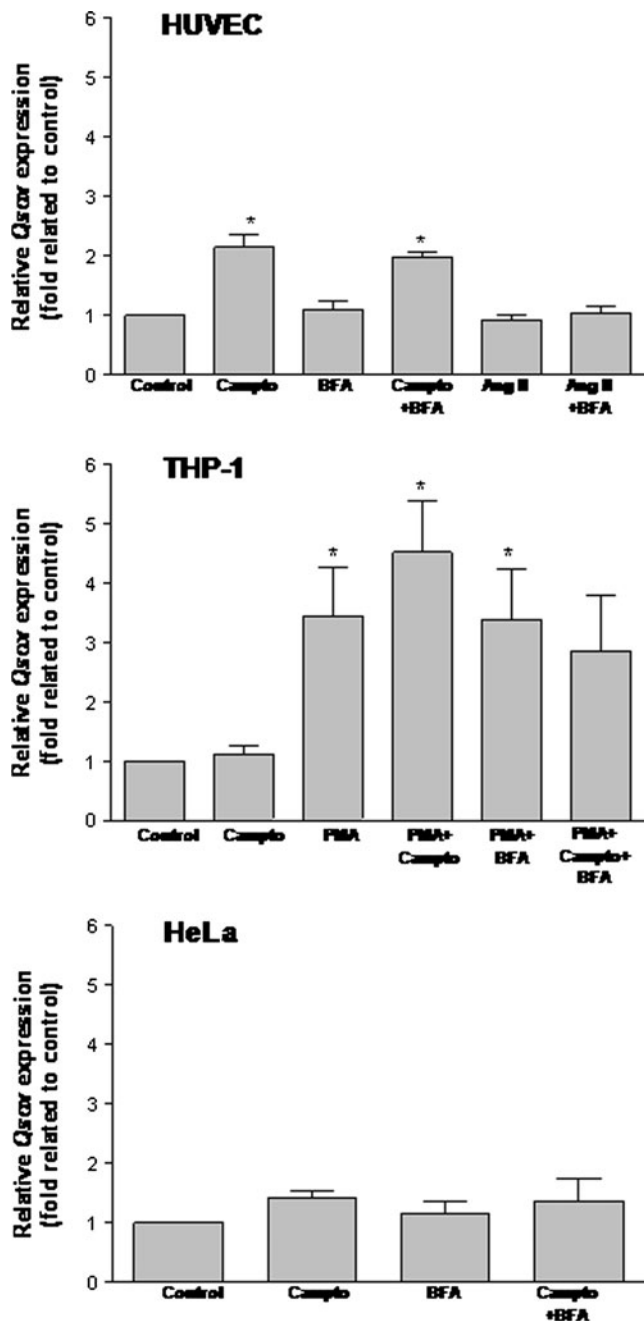 HUVEC
Relative Qsox expression
(fold related to control)
6
5
4
3
2
1
0
*
*
Control Campto BFA Campto Ang II Ang II
+BFA +BFA
THP-1
Relative Qsox expression
(fold related to control)
6
5
4
3
2
1
0
*
*
*
Control Campto PMA PMA+ PMA+ PMA+
Campto BFA Campto+
BFA
HeLa
Relative Qsox expression
(fold related to control)
6
5
4
3
2
1
0
Control Campto BFA Campto
+BFA